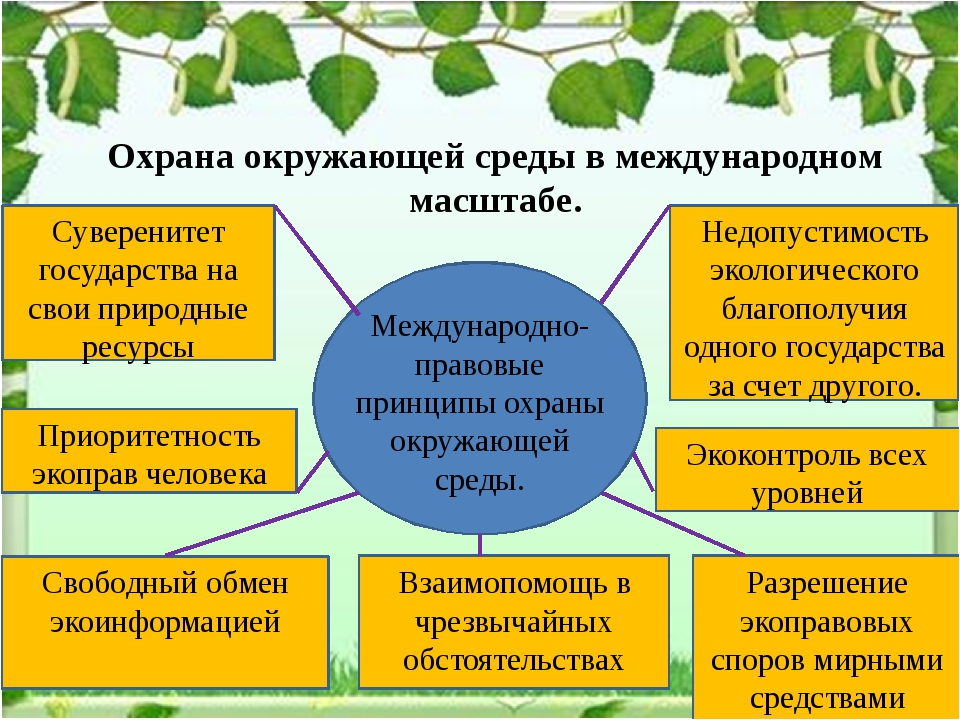 Охрана окружающей среды в международном
масштабе.
Суверенитет
государства на
свои природные
ресурсы
Недопустимость
экологического
благополучия
одного государства
за счет другого.
Международно-
правовые
принципы охраны
окружающей
среды.
Приоритетность
экоправ человека
Экоконтроль всех
уровней
Свободный обмен
экоинформацией
Взаимопомощь в
чрезвычайных
обстоятельствах
Разрешение
экоправовых
споров мирными
средствами